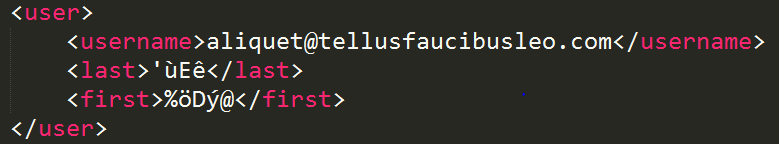 <user>
<username>aliquet@tellusfaucibusleo.com</username>
<last>'ùEê</last>
<first>%öDý@</first>
</user>